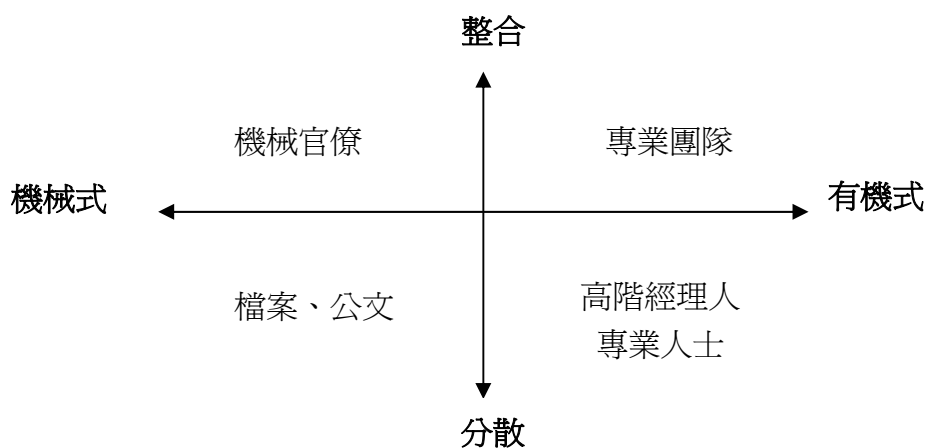 整合
機械官僚
專業團隊
機械式
有機式
檔案、公文
高階經理人
專業人士
分散